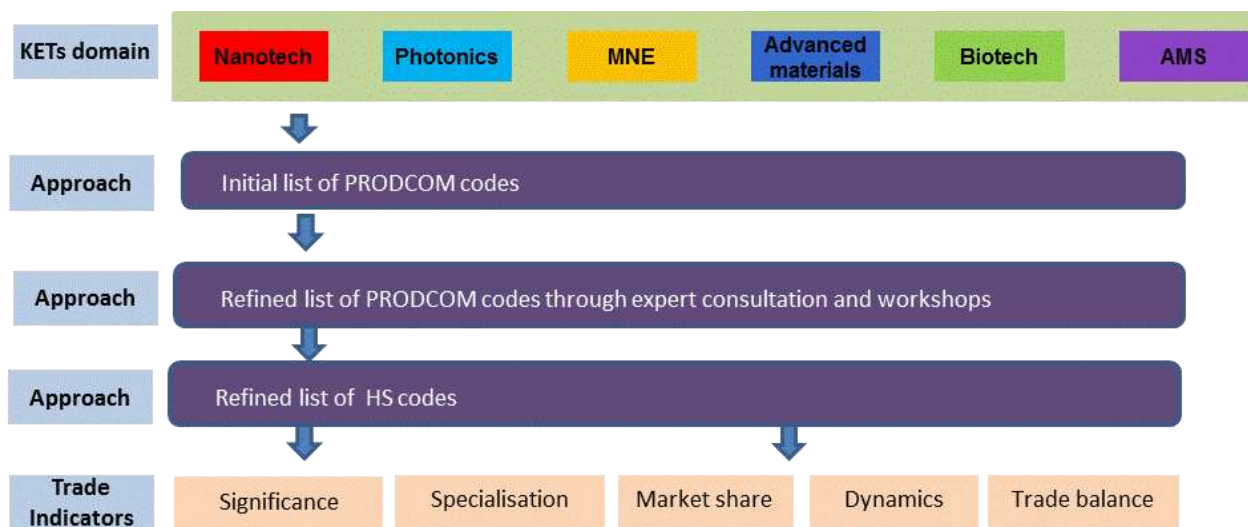 KETs domain
Nanotech
Photonics
MNE
Advanced
materials
Biotech
AMS
Approach
Initial list of PRODCOM codes
Approach
Refined list of PRODCOM codes through expert consultation and workshops
Approach
Refined list of HS codes
Trade
Indicators
Significance
Specialisation
Market share
Dynamics
Trade balance